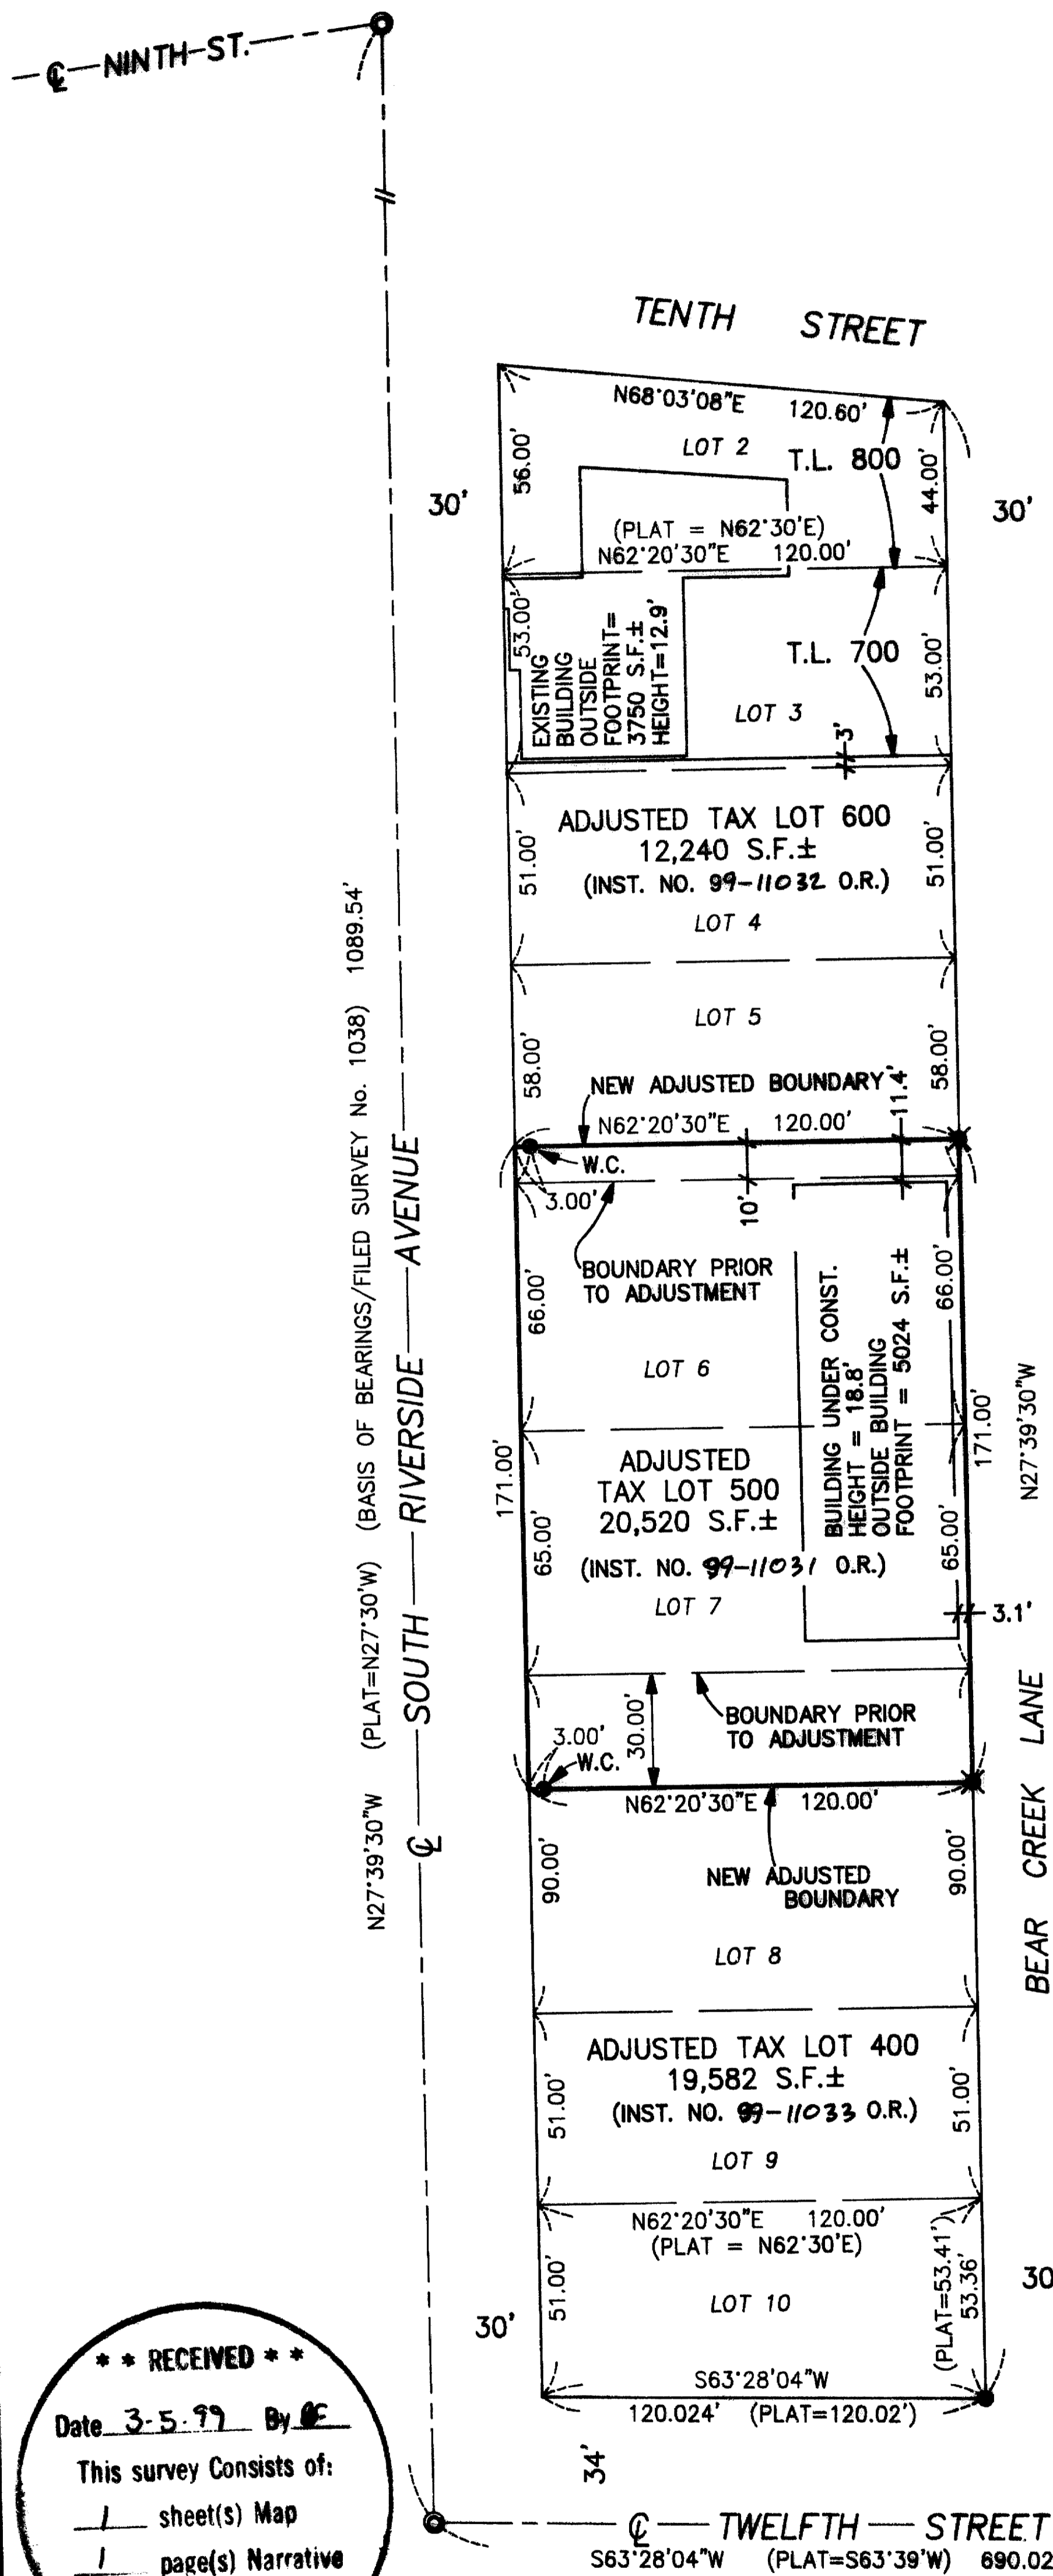 ℄ NINTH ST.
TENTH STREET
N68°03'08"E 120.60'
LOT 2
T.L. 800
56.00'
44.00'
30'
30'
(PLAT = N62°30'E)
N62°20'30"E 120.00'
53.00'
EXISTING
BUILDING
OUTSIDE
FOOTPRINT=
3750 S.F.±
HEIGHT=12.9'
T.L. 700
53.00'
LOT 3
3'
ADJUSTED TAX LOT 600
12,240 S.F.±
(INST. NO. 99-11032 O.R.)
51.00'
51.00'
LOT 4
LOT 5
58.00'
58.00'
NEW ADJUSTED BOUNDARY
11.4'
N62°20'30"E 120.00'
W.C.
3.00'
10'
BOUNDARY PRIOR
TO ADJUSTMENT
66.00'
66.00'
BUILDING UNDER CONST.
HEIGHT = 18.8'
OUTSIDE BUILDING
FOOTPRINT = 5024 S.F.±
LOT 6
171.00'
171.00'
N27°39'30"W
ADJUSTED
TAX LOT 500
20,520 S.F.±
(INST. NO. 99-11031 O.R.)
65.00'
65.00'
LOT 7
3.1'
N27°39'30"W (PLAT=N27°30'W) (BASIS OF BEARINGS/FILED SURVEY No. 1038) 1089.54'
℄ SOUTH RIVERSIDE AVENUE
BOUNDARY PRIOR
TO ADJUSTMENT
30.00'
3.00'
W.C.
N62°20'30"E 120.00'
NEW ADJUSTED
BOUNDARY
90.00'
90.00'
BEAR CREEK LANE
LOT 8
ADJUSTED TAX LOT 400
19,582 S.F.±
(INST. NO. 99-11033 O.R.)
51.00'
51.00'
LOT 9
N62°20'30"E 120.00'
(PLAT = N62°30'E)
51.00'
(PLAT=53.41')
53.36'
LOT 10
30'
30
S63°28'04"W
120.024' (PLAT=120.02')
34'
℄ TWELFTH STREET
S63°28'04"W (PLAT=S63°39'W) 690.02
* * RECEIVED * *
Date 3-5-99 By
This survey Consists of:
1 sheet(s) Map
1 page(s) Narrative